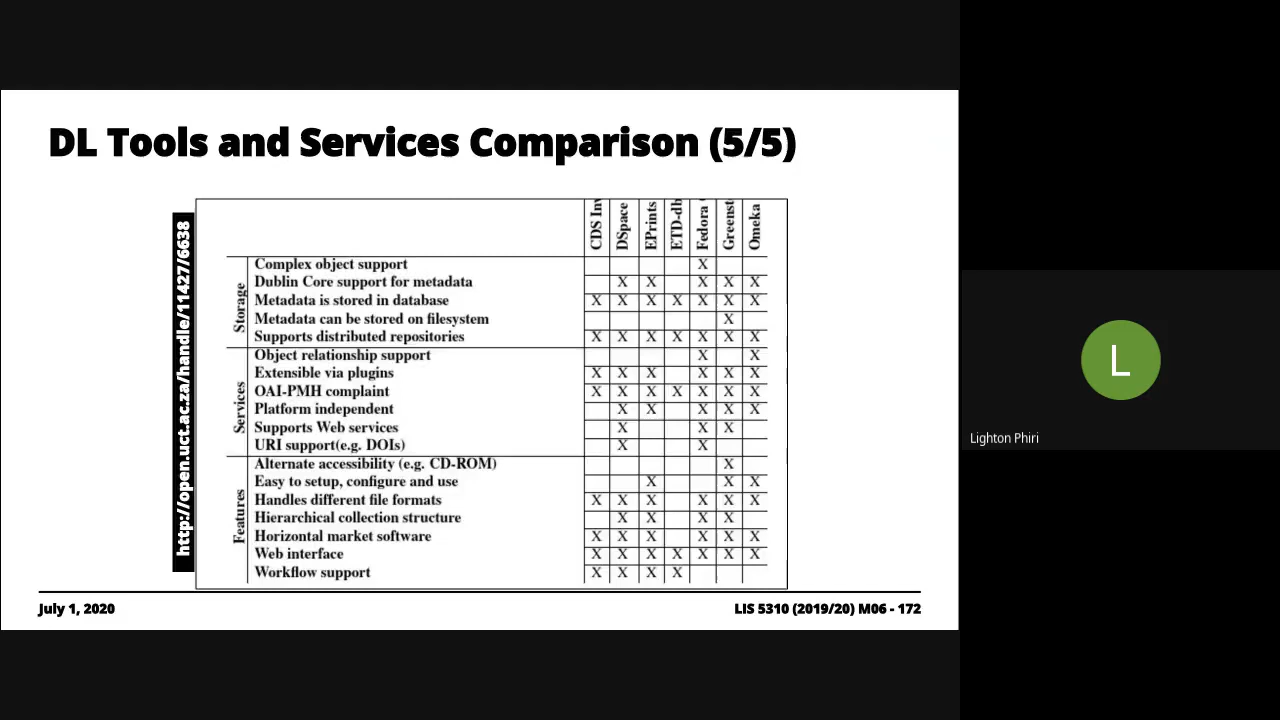 DL Tools and Services Comparison (5/5)
http://open.uct.ac.za/handle/11427/6638
CDS Inv DSpace EPrints ETD-db Fedora Greenst Omeka
Storage
Complex object support X
Dublin Core support for metadata X X X X X
Metadata is stored in database X X X X X X X
Metadata can be stored on filesystem X
Supports distributed repositories X X X X X X X
Services
Object relationship support X X
Extensible via plugins X X X X X X
OAI-PMH complaint X X X X X X X
Platform independent X X X X X
Supports Web services X X X
URI support(e.g. DOIs) X X
Features
Alternate accessibility (e.g. CD-ROM) X
Easy to setup, configure and use X X X
Handles different file formats X X X X X X
Hierarchical collection structure X X X X
Horizontal market software X X X X X X
Web interface X X X X X X X
Workflow support X X X X
July 1, 2020
LIS 5310 (2019/20) M06 - 172
L
Lighton Phiri